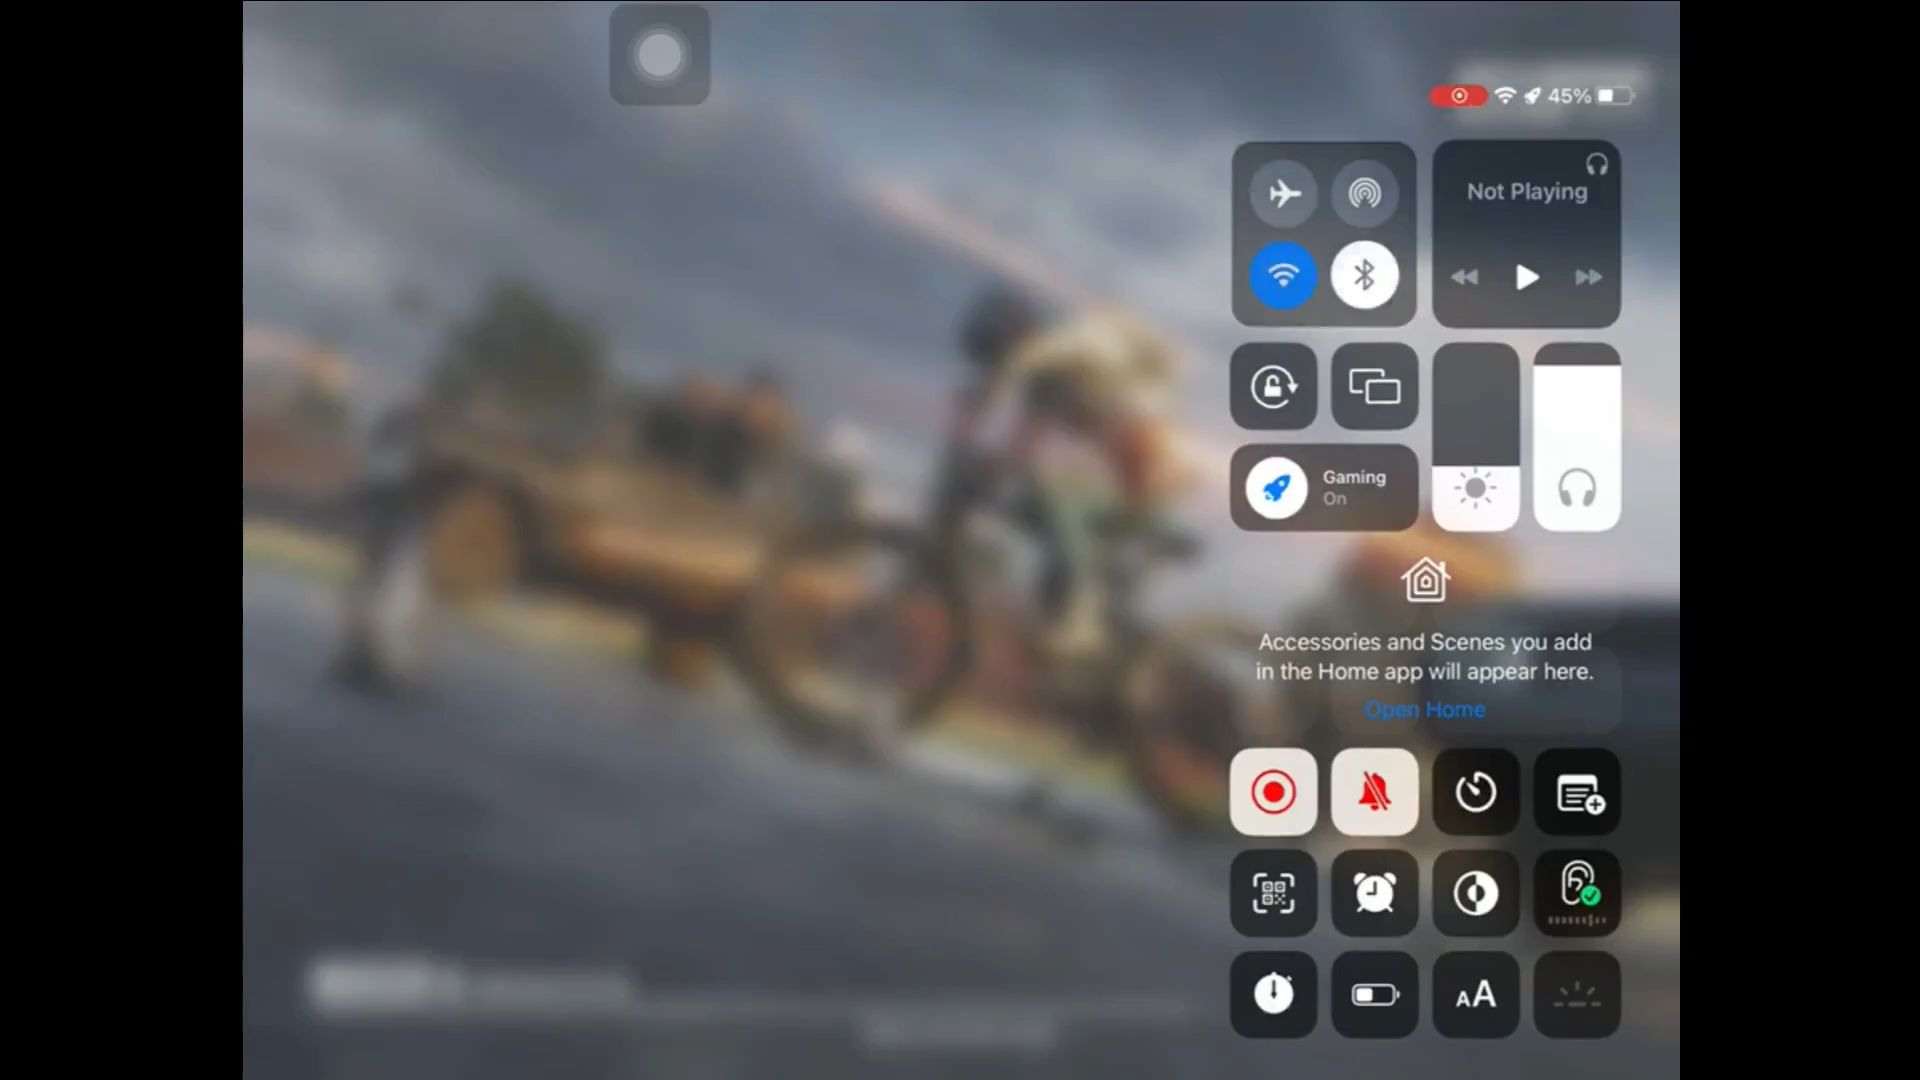 45%
Not Playing
Gaming
On
Accessories and Scenes you add
in the Home app will appear here.
Open Home
AA